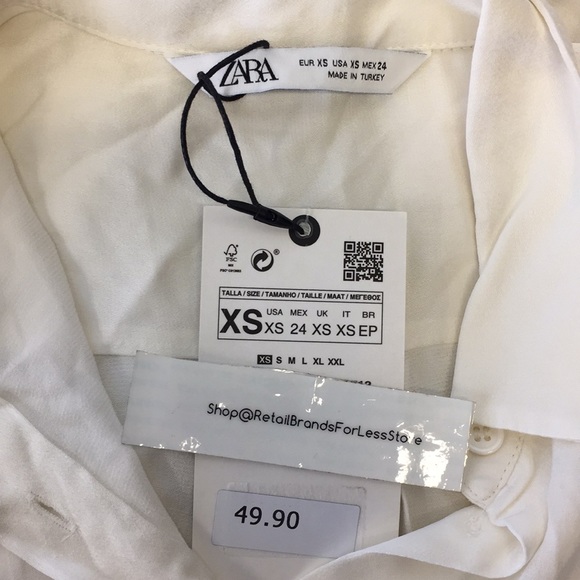 ZARA
EUR XS USA XS MEX 24
MADE IN TURKEY
FSC
TALLA / SIZE / TAMANHO / TAILLE / MAAT / ΜΕΓΕΘΟΣ
XS
USA MEX UK IT BR
XS 24 XS XS EP
XS S M L XL XXL
Shop@RetailBrandsForLessStore
49.90